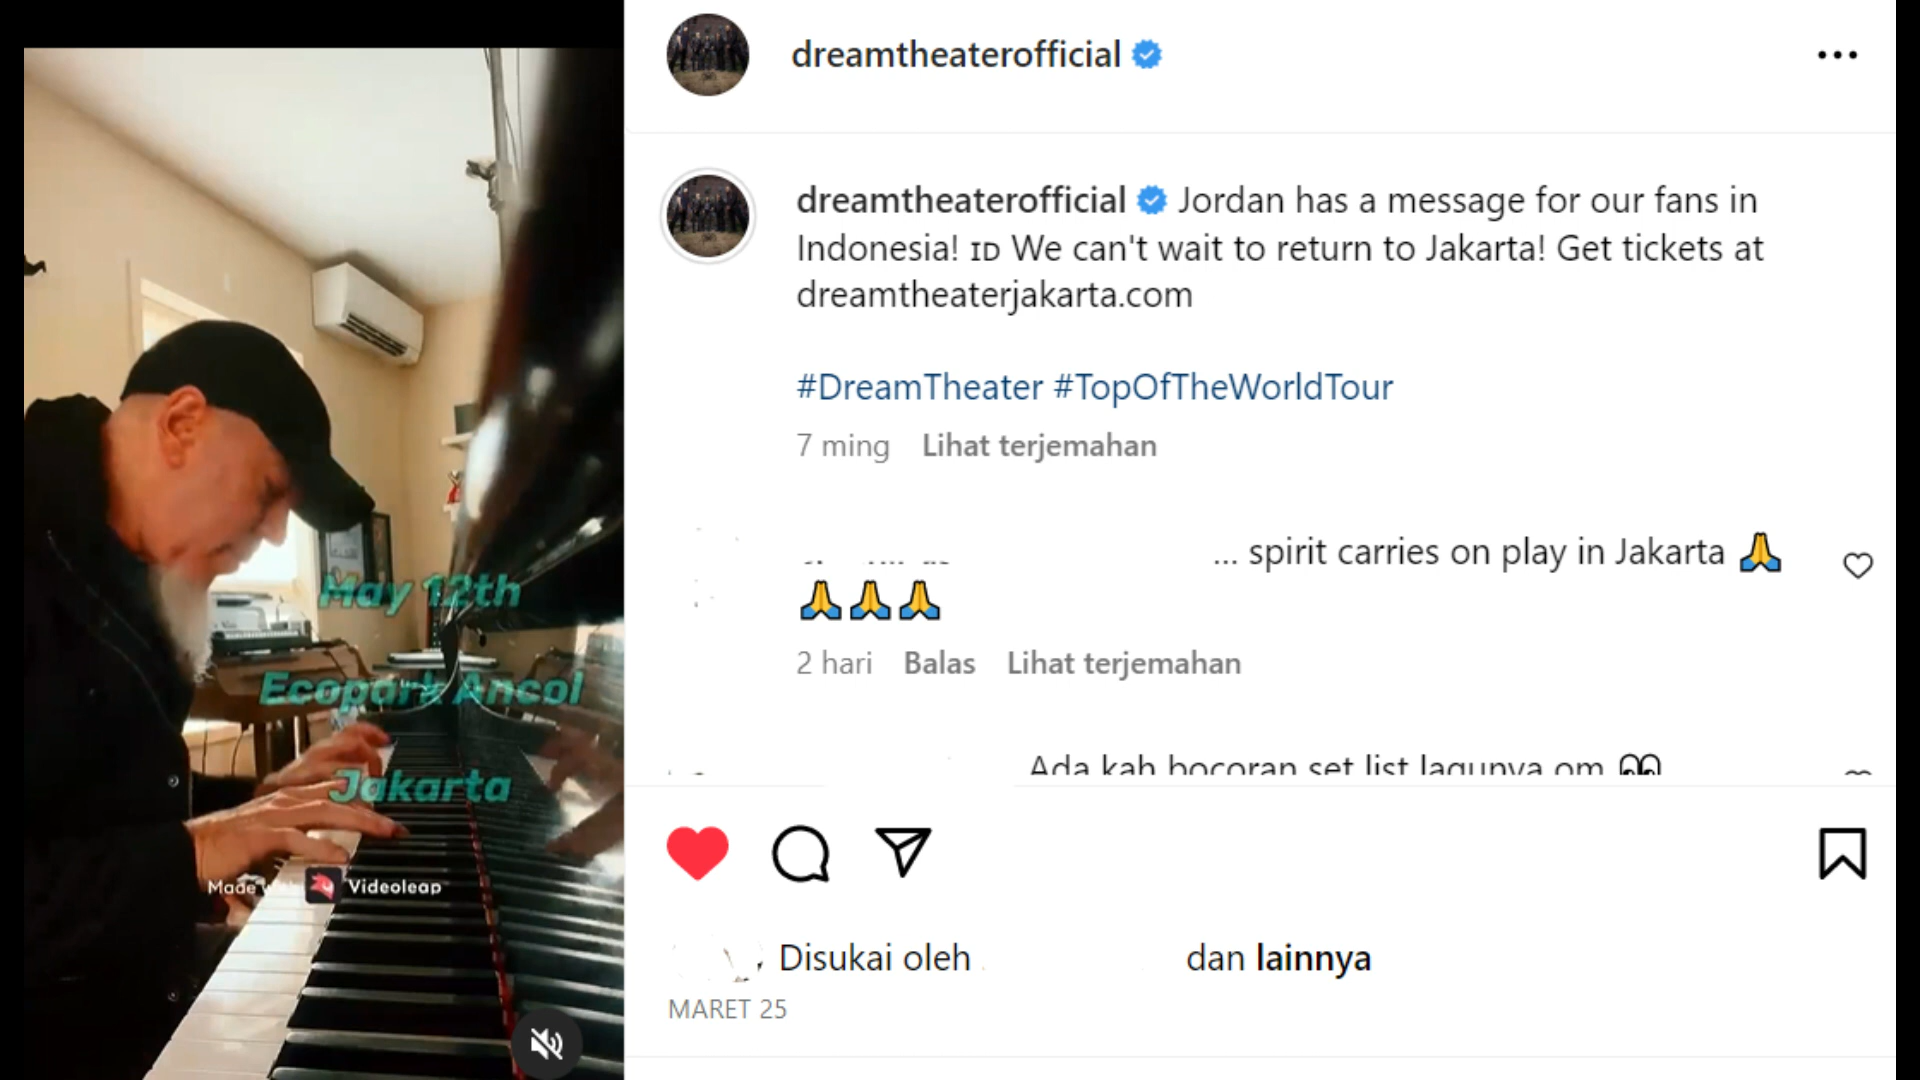 May 12th
Ecopark Ancol
Jakarta
Made with Videoleap
dreamtheaterofficial
dreamtheaterofficial Jordan has a message for our fans in
Indonesia! ɪᴅ We can't wait to return to Jakarta! Get tickets at
dreamtheaterjakarta.com
#DreamTheater #TopOfTheWorldTour
7 ming Lihat terjemahan
... spirit carries on play in Jakarta 🙏
🙏🙏🙏
2 hari Balas Lihat terjemahan
Ada kah bocoran set list lagunya om 👀
Disukai oleh dan lainnya
MARET 25